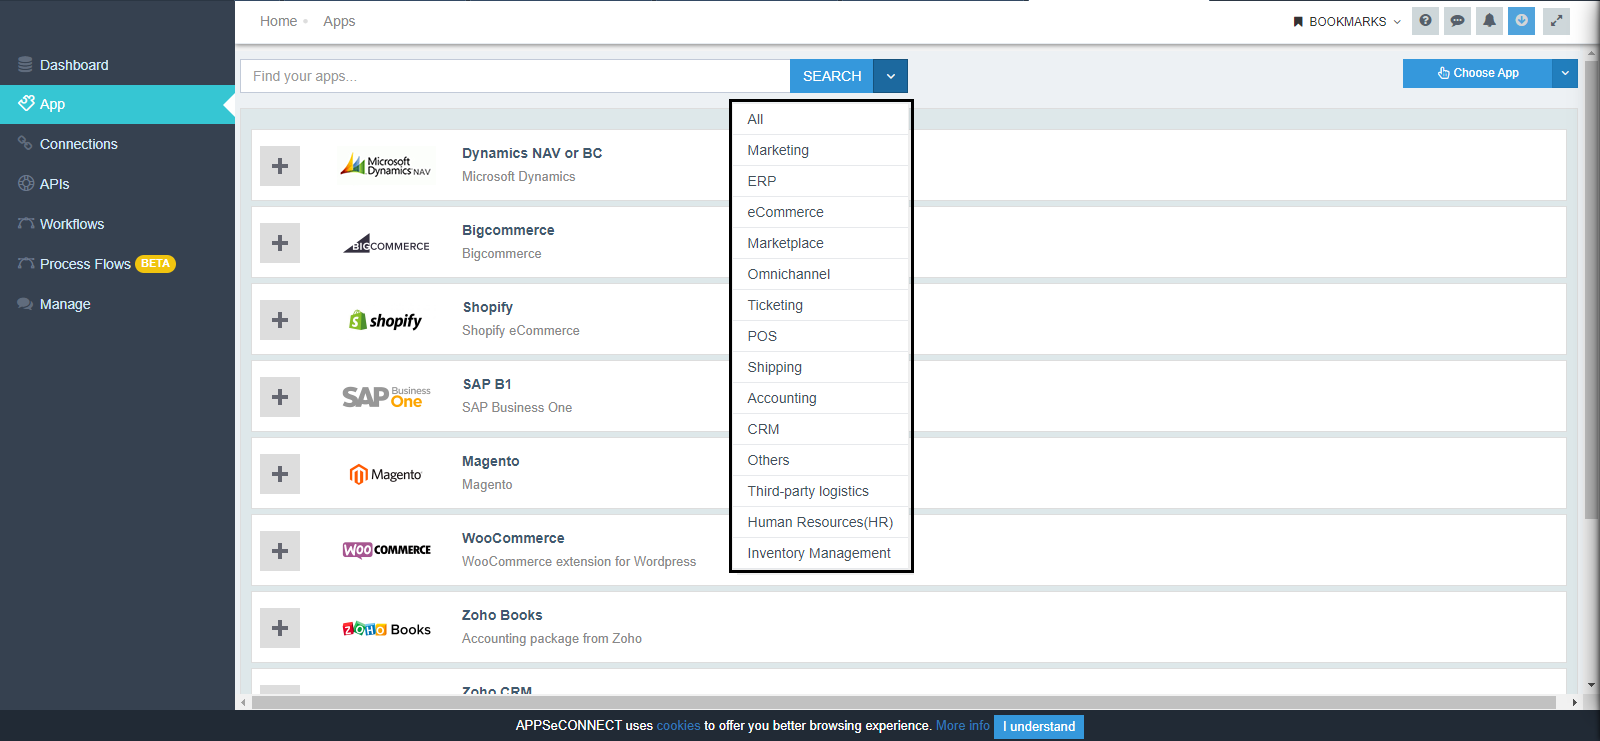 Home Apps
BOOKMARKS
Dashboard
App
Connections
APIs
Workflows
Process Flows BETA
Manage
Find your apps...
SEARCH
Choose App
All
Marketing
ERP
eCommerce
Marketplace
Omnichannel
Ticketing
POS
Shipping
Accounting
CRM
Others
Third-party logistics
Human Resources(HR)
Inventory Management
Microsoft
Dynamics NAV
Dynamics NAV or BC
Microsoft Dynamics
BIGCOMMERCE
Bigcommerce
Bigcommerce
shopify
Shopify
Shopify eCommerce
SAP Business
One
SAP B1
SAP Business One
Magento
Magento
Magento
WOO COMMERCE
WooCommerce
WooCommerce extension for Wordpress
ZOHO Books
Zoho Books
Accounting package from Zoho
Zoho CRM
APPSeCONNECT uses cookies to offer you better browsing experience. More info I understand